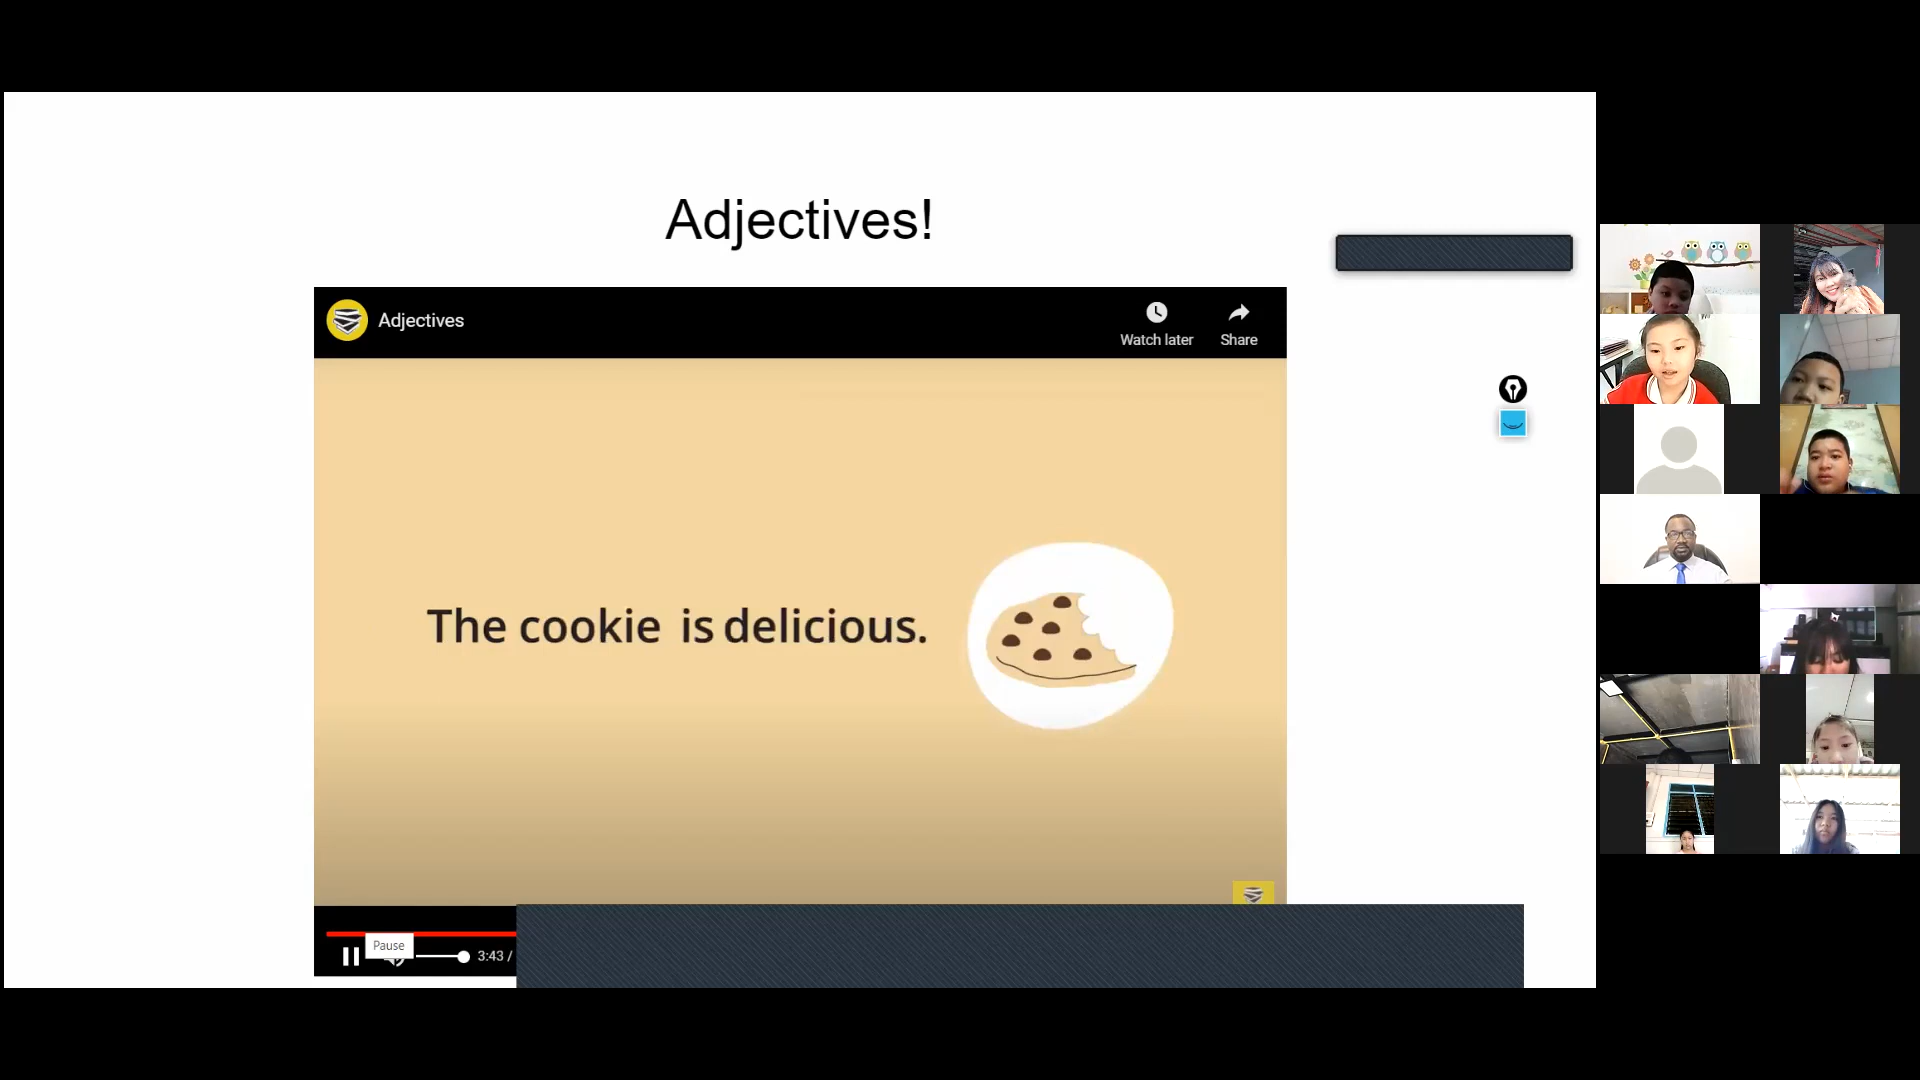 Adjectives!
Adjectives
Watch later
Share
The cookie is delicious.
Pause
3:43 /